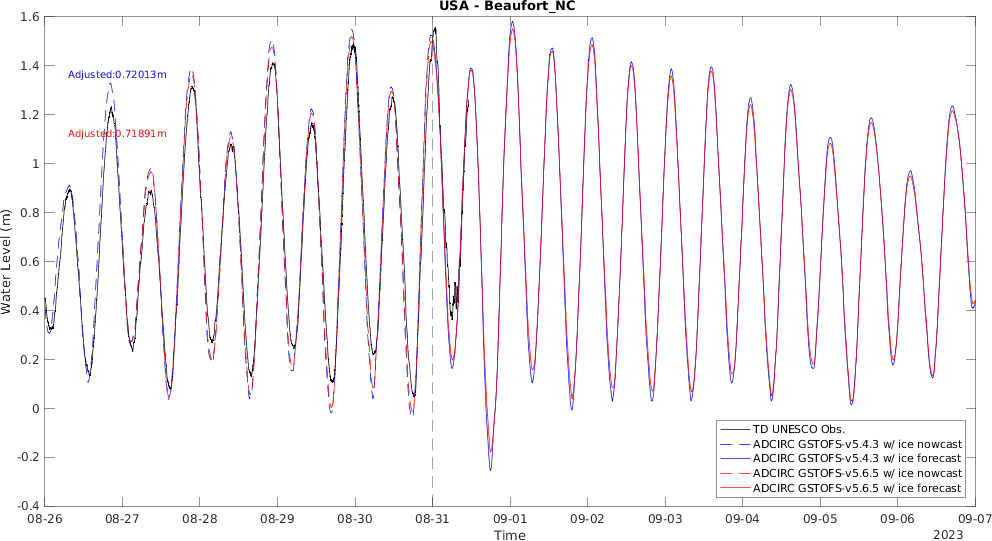 USA - Beaufort_NC
1.6
1.4
1.2
1
0.8
0.6
0.4
0.2
0
-0.2
-0.4
Water Level (m)
Adjusted:0.72013m
Adjusted:0.71891m
TD UNESCO Obs.
ADCIRC GSTOFS-v5.4.3 w/ ice nowcast
ADCIRC GSTOFS-v5.4.3 w/ ice forecast
ADCIRC GSTOFS-v5.6.5 w/ ice nowcast
ADCIRC GSTOFS-v5.6.5 w/ ice forecast
08-26 08-27 08-28 08-29 08-30 08-31 09-01 09-02 09-03 09-04 09-05 09-06 09-07
Time
2023